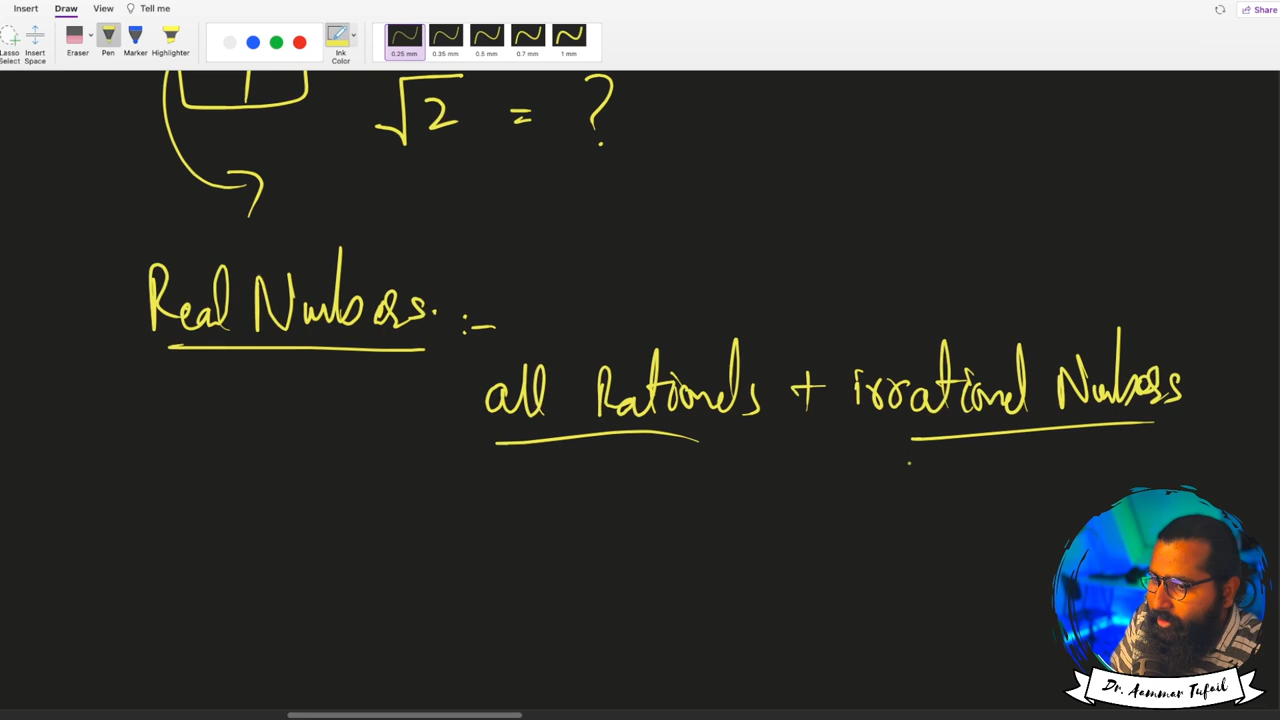 Insert Draw View Tell me
Share
Lasso Select
Insert Space
Eraser
Pen
Marker
Highlighter
Ink Color
0.25 mm
0.35 mm
0.5 mm
0.7 mm
1 mm
√2 = ?
Real Numbers. :-
all Rationals + irrational Numbers
Dr. Aammar Tufail